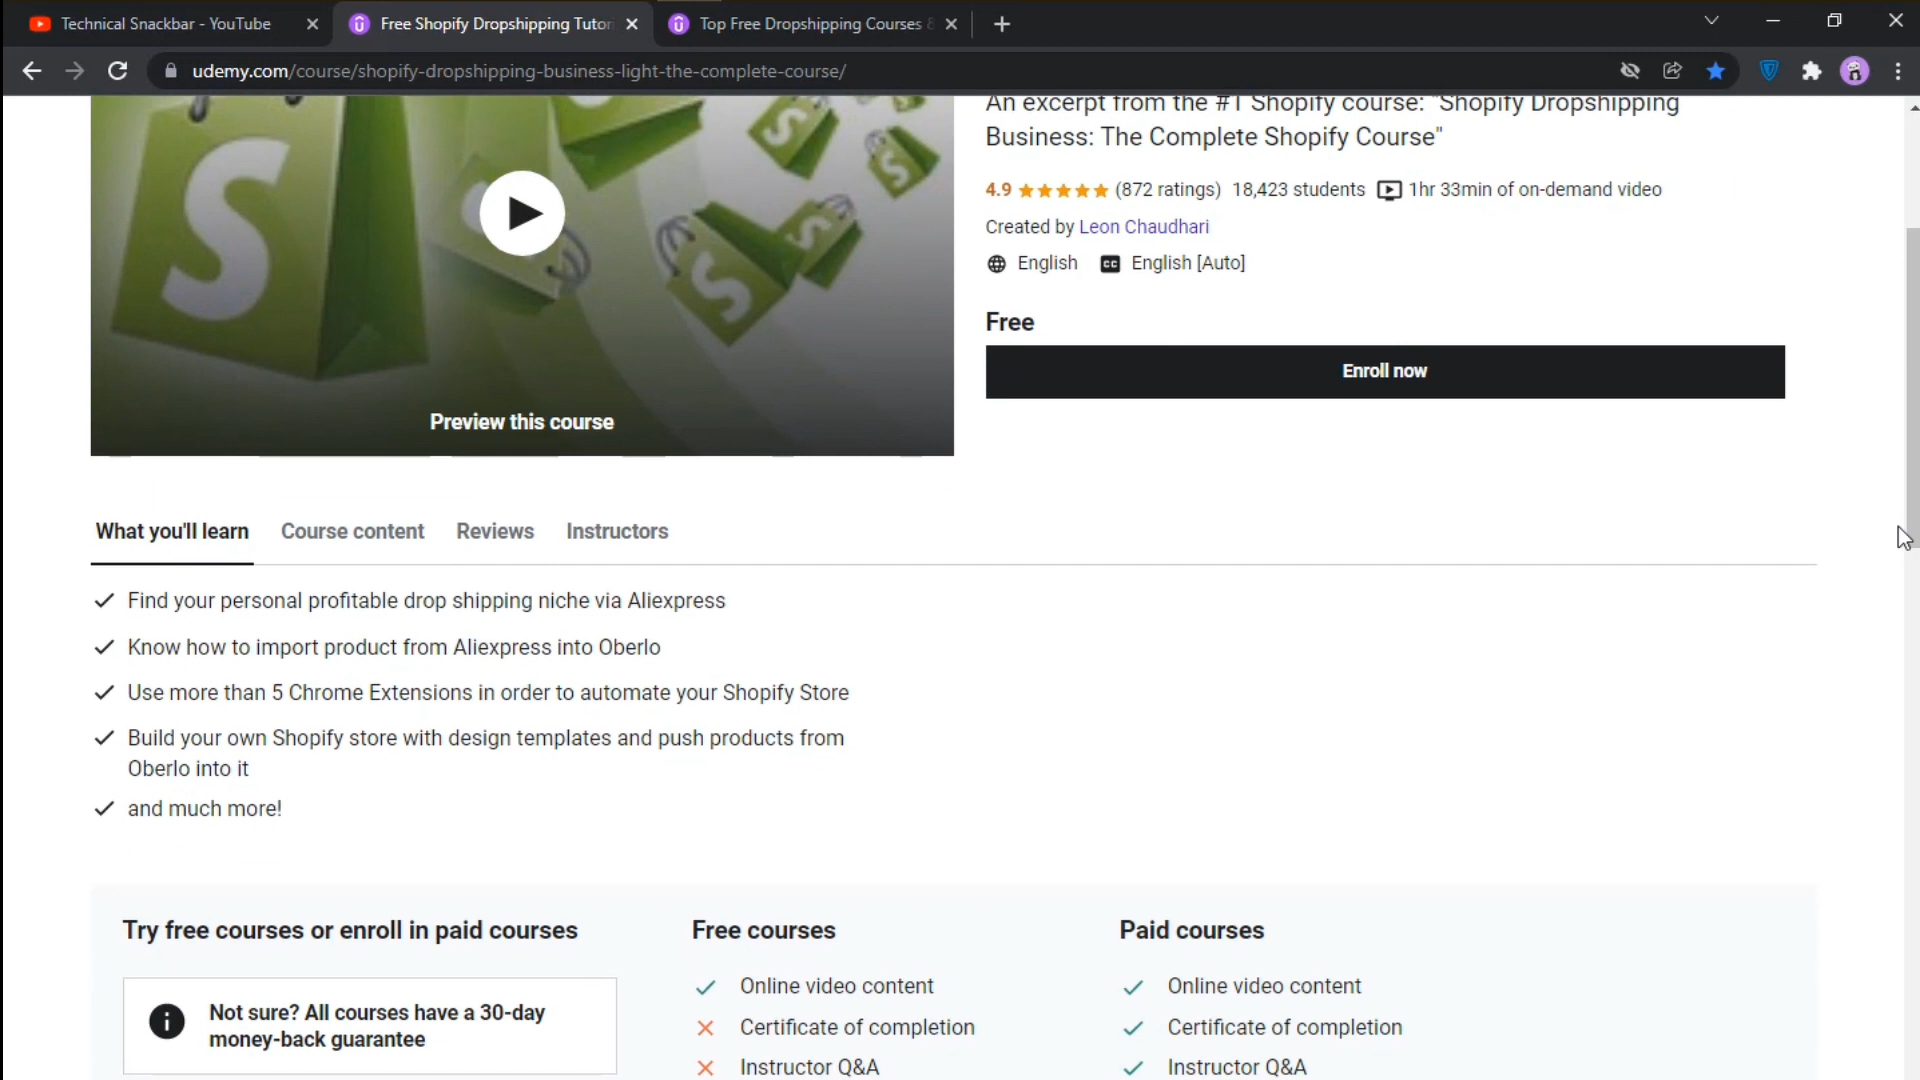 Technical Snackbar - YouTube
Free Shopify Dropshipping Tutori
Top Free Dropshipping Courses &
udemy.com/course/shopify-dropshipping-business-light-the-complete-course/
An excerpt from the #1 Shopify course: "Shopify Dropshipping
Business: The Complete Shopify Course"
4.9 (872 ratings) 18,423 students 1hr 33min of on-demand video
Created by Leon Chaudhari
English CC English [Auto]
Free
Enroll now
S
S
S
S
S
Preview this course
What you'll learn Course content Reviews Instructors
Find your personal profitable drop shipping niche via Aliexpress
Know how to import product from Aliexpress into Oberlo
Use more than 5 Chrome Extensions in order to automate your Shopify Store
Build your own Shopify store with design templates and push products from
Oberlo into it
and much more!
Try free courses or enroll in paid courses
Not sure? All courses have a 30-day
money-back guarantee
Free courses
Online video content
Certificate of completion
Instructor Q&A
Paid courses
Online video content
Certificate of completion
Instructor Q&A